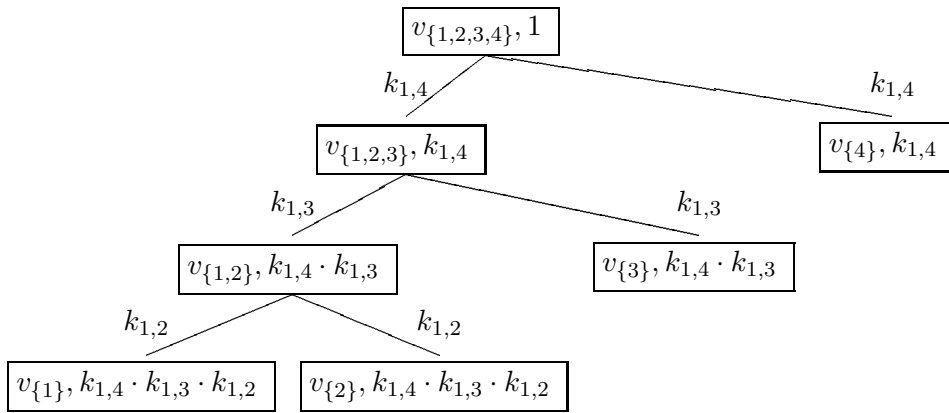 v_{\{1,2,3,4\}}, 1
k_{1,4} k_{1,4}
v_{\{1,2,3\}}, k_{1,4} v_{\{4\}}, k_{1,4}
k_{1,3} k_{1,3}
v_{\{1,2\}}, k_{1,4} · k_{1,3} v_{\{3\}}, k_{1,4} · k_{1,3}
k_{1,2} k_{1,2}
v_{\{1\}}, k_{1,4} · k_{1,3} · k_{1,2} v_{\{2\}}, k_{1,4} · k_{1,3} · k_{1,2}